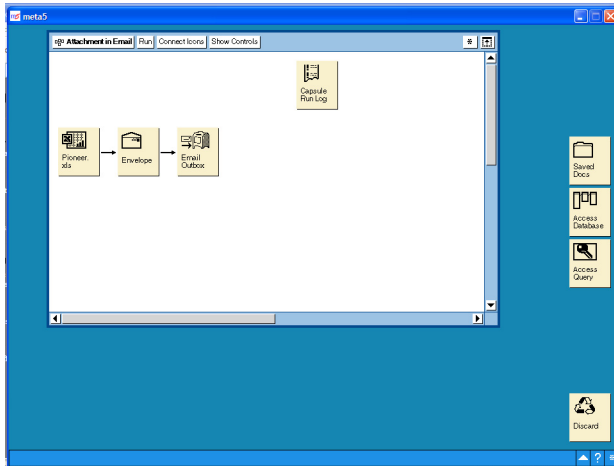 meta5
Attachment in Email Run Connect Icons Show Controls
Capsule
Run Log
Pioneer.
xls
Envelope
Email
Outbox
Saved
Docs
Access
Database
Access
Query
Discard
?